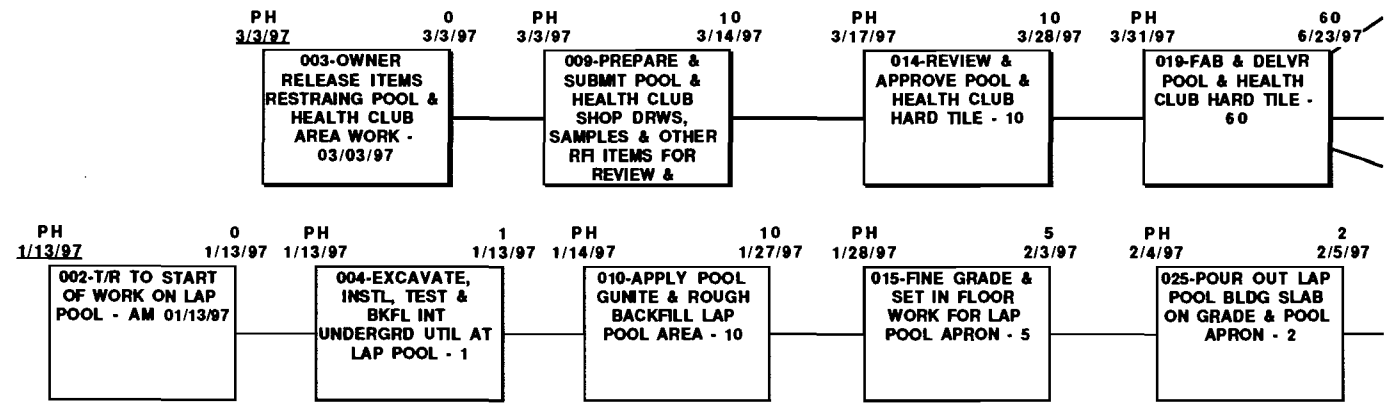 PH 0 PH 10 PH 10 PH 60
3/3/97 3/3/97 3/3/97 3/14/97 3/17/97 3/28/97 3/31/97 6/23/97
003-OWNER
RELEASE ITEMS
RESTRAING POOL &
HEALTH CLUB
AREA WORK -
03/03/97
009-PREPARE &
SUBMIT POOL &
HEALTH CLUB
SHOP DRWS,
SAMPLES & OTHER
RFI ITEMS FOR
REVIEW &
014-REVIEW &
APPROVE POOL &
HEALTH CLUB
HARD TILE - 10
019-FAB & DELVR
POOL & HEALTH
CLUB HARD TILE -
60
PH 0 PH 1 PH 10 PH 5 PH 2
1/13/97 1/13/97 1/13/97 1/13/97 1/14/97 1/27/97 1/28/97 2/3/97 2/4/97 2/5/97
002-T/R TO START
OF WORK ON LAP
POOL - AM 01/13/97
004-EXCAVATE,
INSTL, TEST &
BKFL INT
UNDERGRD UTIL AT
LAP POOL - 1
010-APPLY POOL
GUNITE & ROUGH
BACKFILL LAP
POOL AREA - 10
015-FINE GRADE &
SET IN FLOOR
WORK FOR LAP
POOL APRON - 5
025-POUR OUT LAP
POOL BLDG SLAB
ON GRADE & POOL
APRON - 2